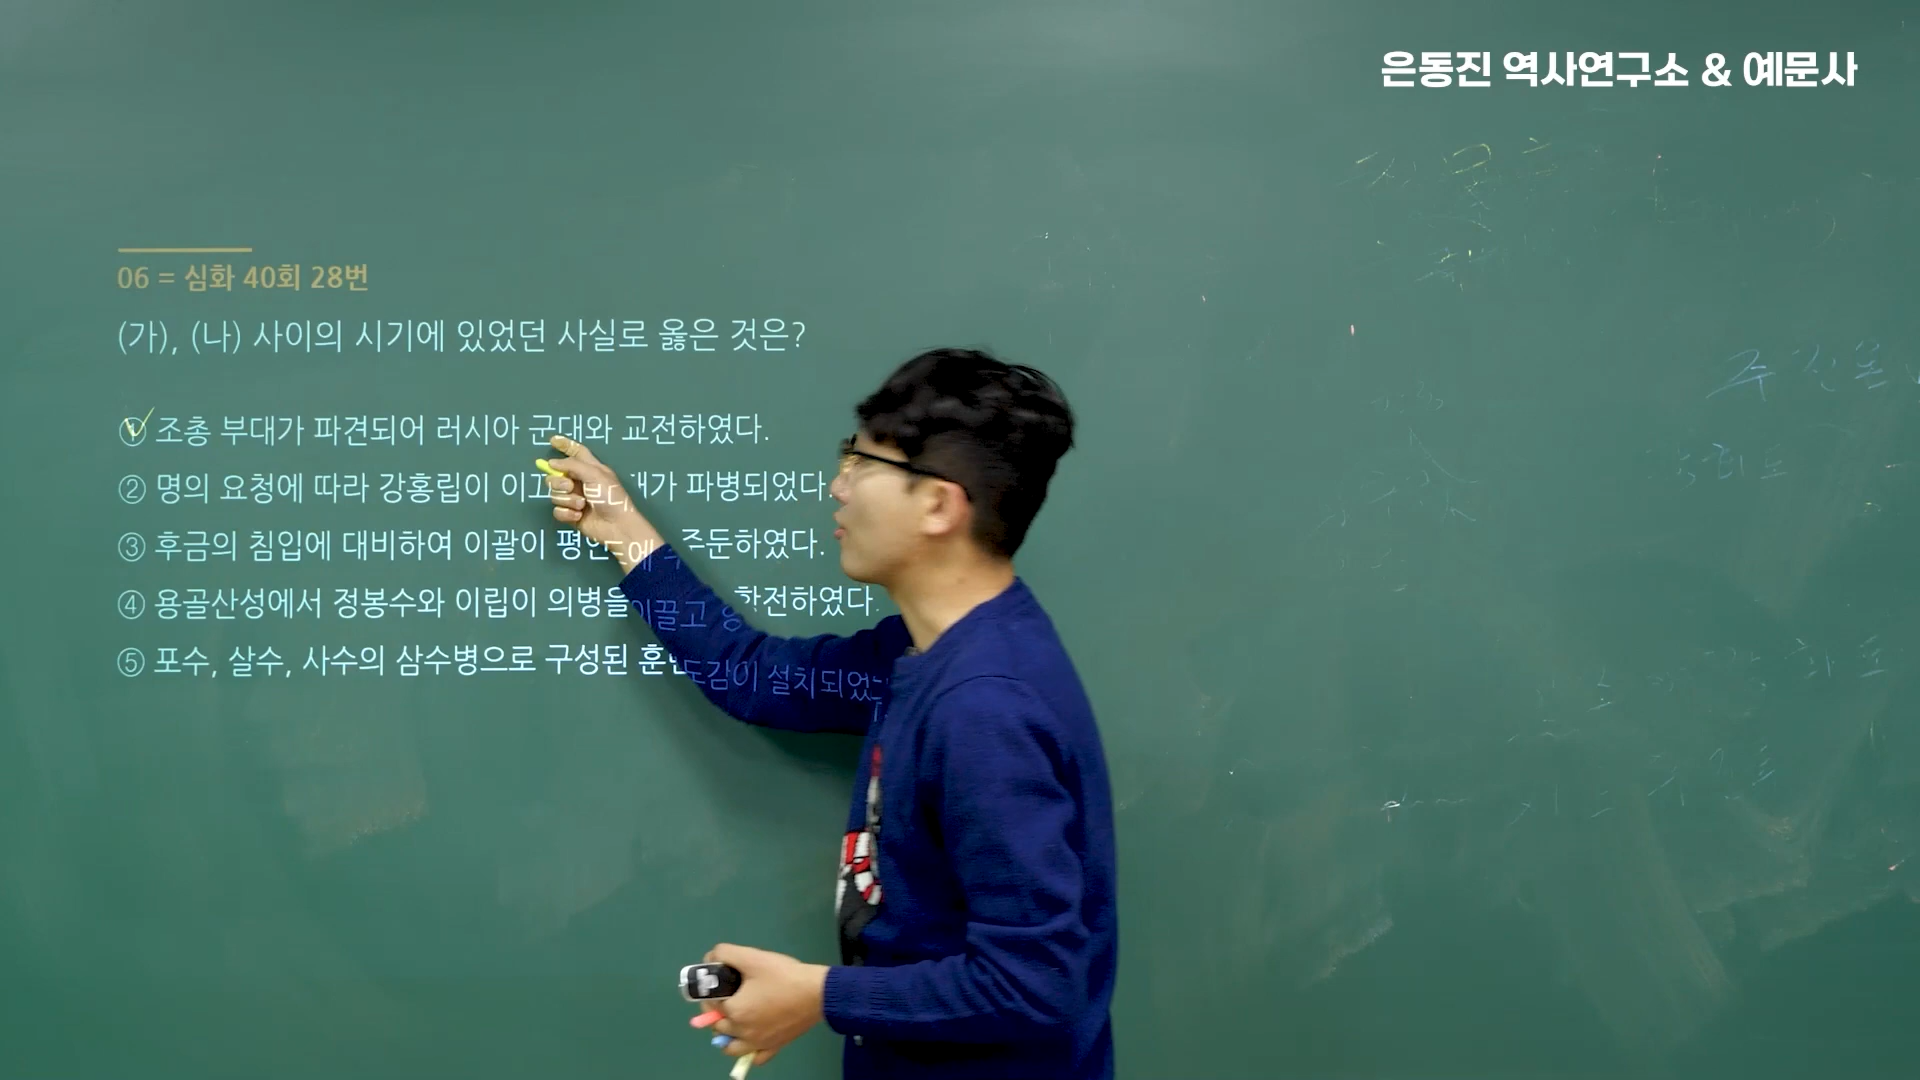 은동진 역사연구소 & 예문사
06 = 심화 40회 28번
(가), (나) 사이의 시기에 있었던 사실로 옳은 것은?
① 조총 부대가 파견되어 러시아 군대와 교전하였다.
② 명의 요청에 따라 강홍립이 이끄는 부대가 파병되었다.
③ 후금의 침입에 대비하여 이괄이 평안도에 주둔하였다.
④ 용골산성에서 정봉수와 이립이 의병을 이끌고 항전하였다.
⑤ 포수, 살수, 사수의 삼수병으로 구성된 훈련도감이 설치되었